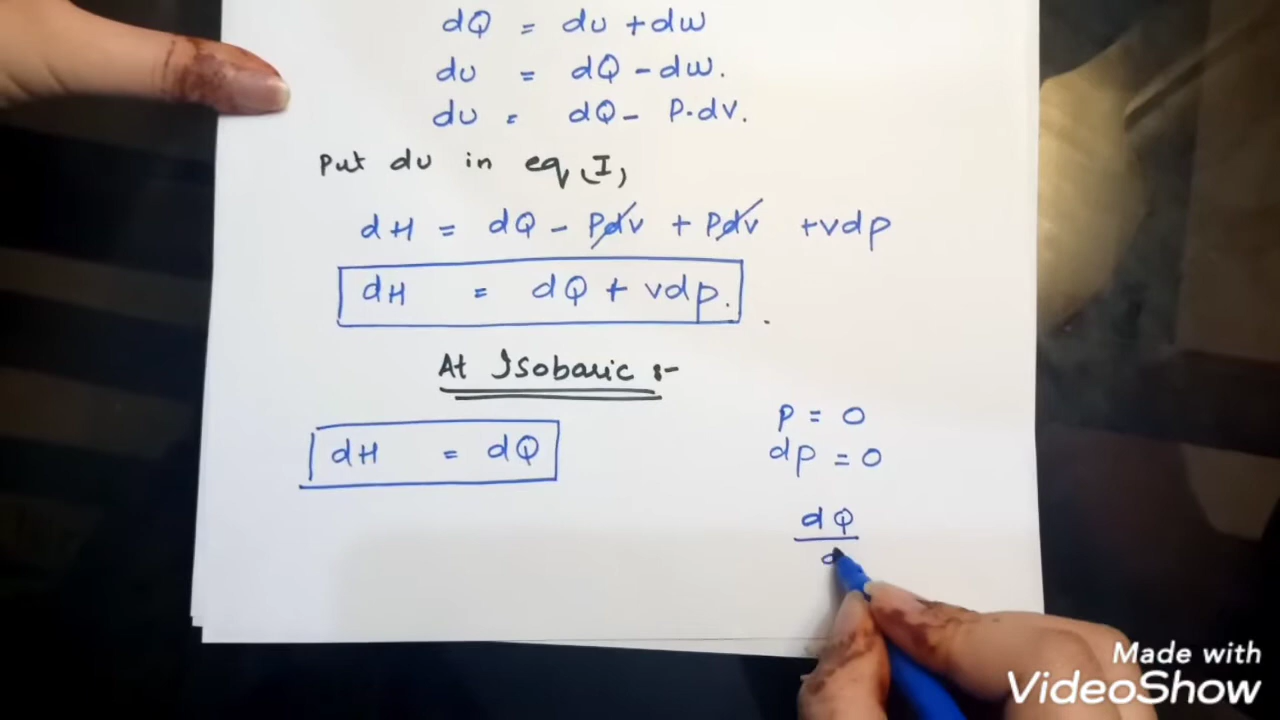 dQ = du + dw
du = dQ - dw.
du = dQ - P.dV.
Put du in eq, I,
dH = dQ - Pdv + Pdv + vdp
dH = dQ + vdp.
At Isobaric :-
P = 0
dH = dQ
dp = 0
dQ
Made with
VideoShow